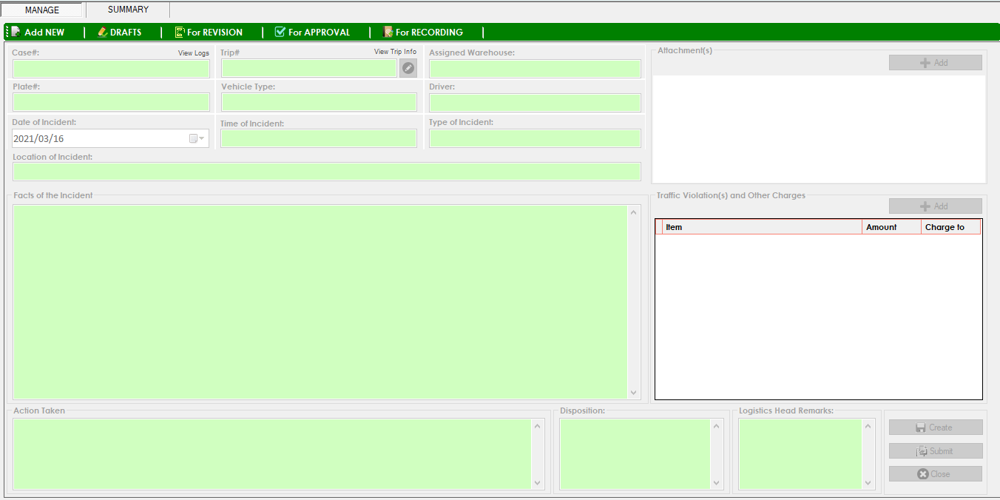 MANAGE SUMMARY
Add NEW DRAFTS For REVISION For APPROVAL For RECORDING
Case#: View Logs Trip# View Trip Info Assigned Warehouse: Attachment(s)
Add
Plate#: Vehicle Type: Driver:
Date of Incident: Time of Incident: Type of Incident:
2021/03/16
Location of Incident:
Facts of the Incident Traffic Violation(s) and Other Charges
Add
Item Amount Charge to
Action Taken Disposition: Logistics Head Remarks:
Create
Submit
Close